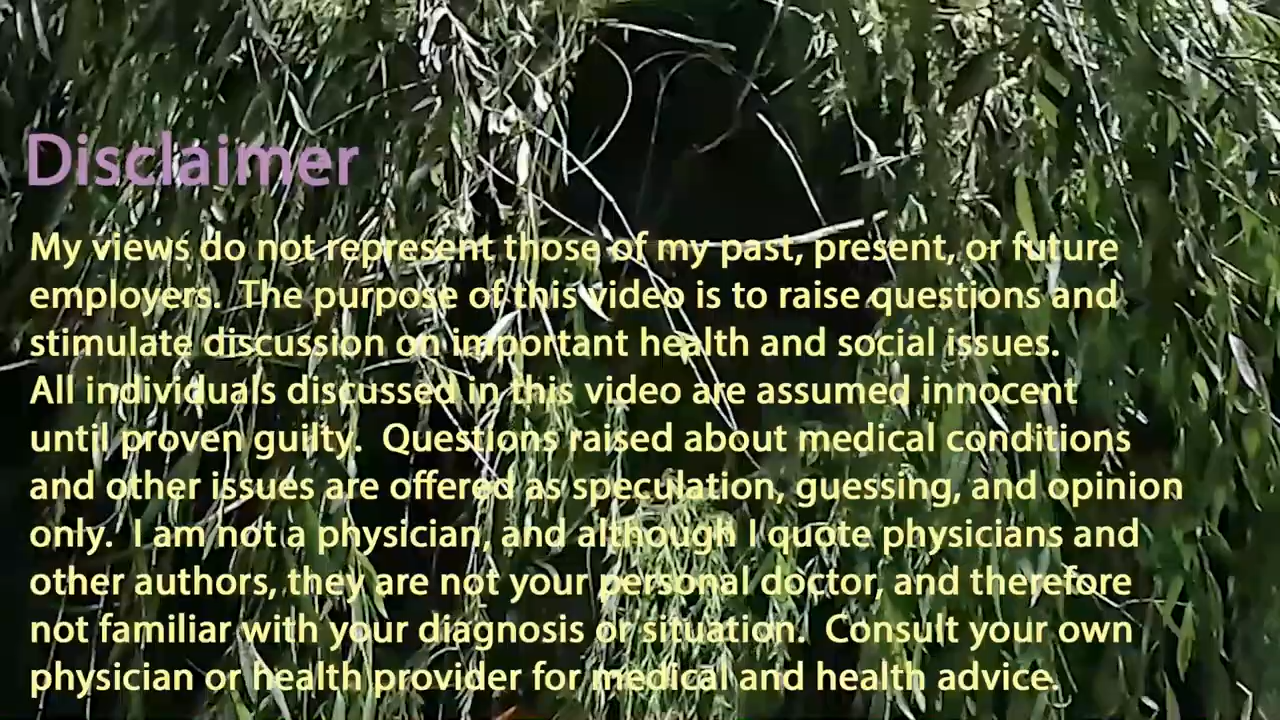 Disclaimer
My views do not represent those of my past, present, or future
employers.  The purpose of this video is to raise questions and
stimulate discussion on important health and social issues.
All individuals discussed in this video are assumed innocent
until proven guilty.  Questions raised about medical conditions
and other issues are offered as speculation, guessing, and opinion
only.  I am not a physician, and although I quote physicians and
other authors, they are not your personal doctor, and therefore
not familiar with your diagnosis or situation.  Consult your own
physician or health provider for medical and health advice.